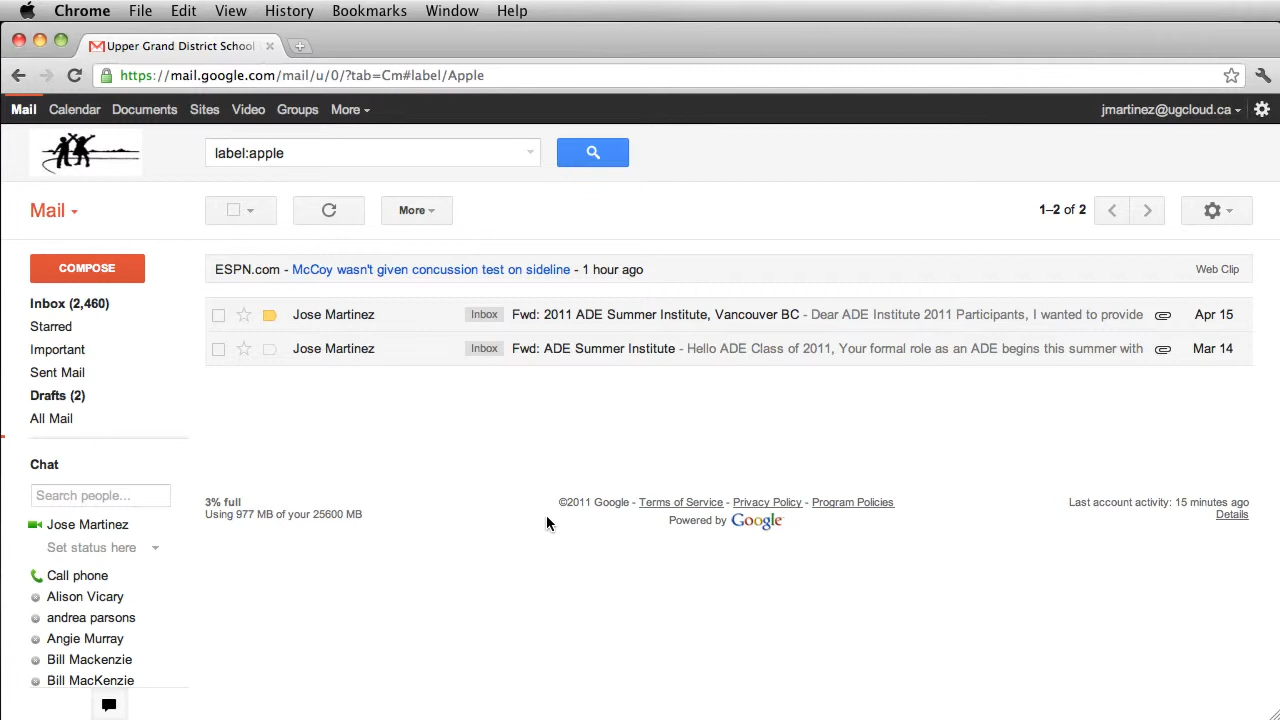 Chrome File Edit View History Bookmarks Window Help
Upper Grand District School
https://mail.google.com/mail/u/0/?tab=Cm#label/Apple
Mail Calendar Documents Sites Video Groups More jmartinez@ugcloud.ca
label:apple
Mail More 1–2 of 2
COMPOSE
ESPN.com - McCoy wasn't given concussion test on sideline - 1 hour ago Web Clip
Inbox (2,460)
Starred
Important
Sent Mail
Drafts (2)
All Mail
Jose Martinez Inbox Fwd: 2011 ADE Summer Institute, Vancouver BC - Dear ADE Institute 2011 Participants, I wanted to provide Apr 15
Jose Martinez Inbox Fwd: ADE Summer Institute - Hello ADE Class of 2011, Your formal role as an ADE begins this summer with Mar 14
Chat
Search people...
Jose Martinez
Set status here
Call phone
Alison Vicary
andrea parsons
Angie Murray
Bill Mackenzie
Bill MacKenzie
3% full
Using 977 MB of your 25600 MB
©2011 Google - Terms of Service - Privacy Policy - Program Policies
Powered by Google
Last account activity: 15 minutes ago
Details